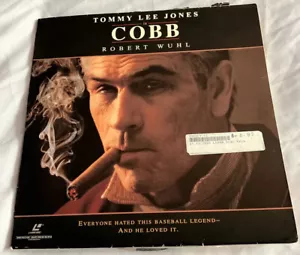 TOMMY LEE JONES
COBB
ROBERT WUHL
EVERYONE HATED THIS BASEBALL LEGEND—
AND HE LOVED IT.